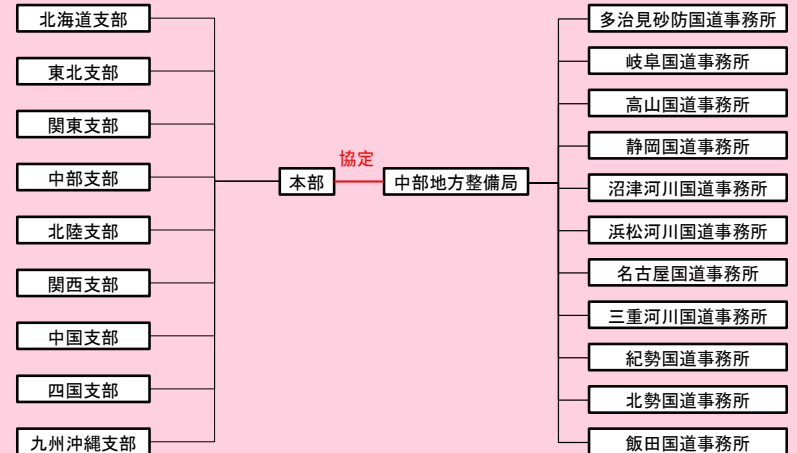 北海道支部
東北支部
関東支部
中部支部
北陸支部
関西支部
中国支部
四国支部
九州沖縄支部
本部
協定
中部地方整備局
多治見砂防国道事務所
岐阜国道事務所
高山国道事務所
静岡国道事務所
沼津河川国道事務所
浜松河川国道事務所
名古屋国道事務所
三重河川国道事務所
紀勢国道事務所
北勢国道事務所
飯田国道事務所